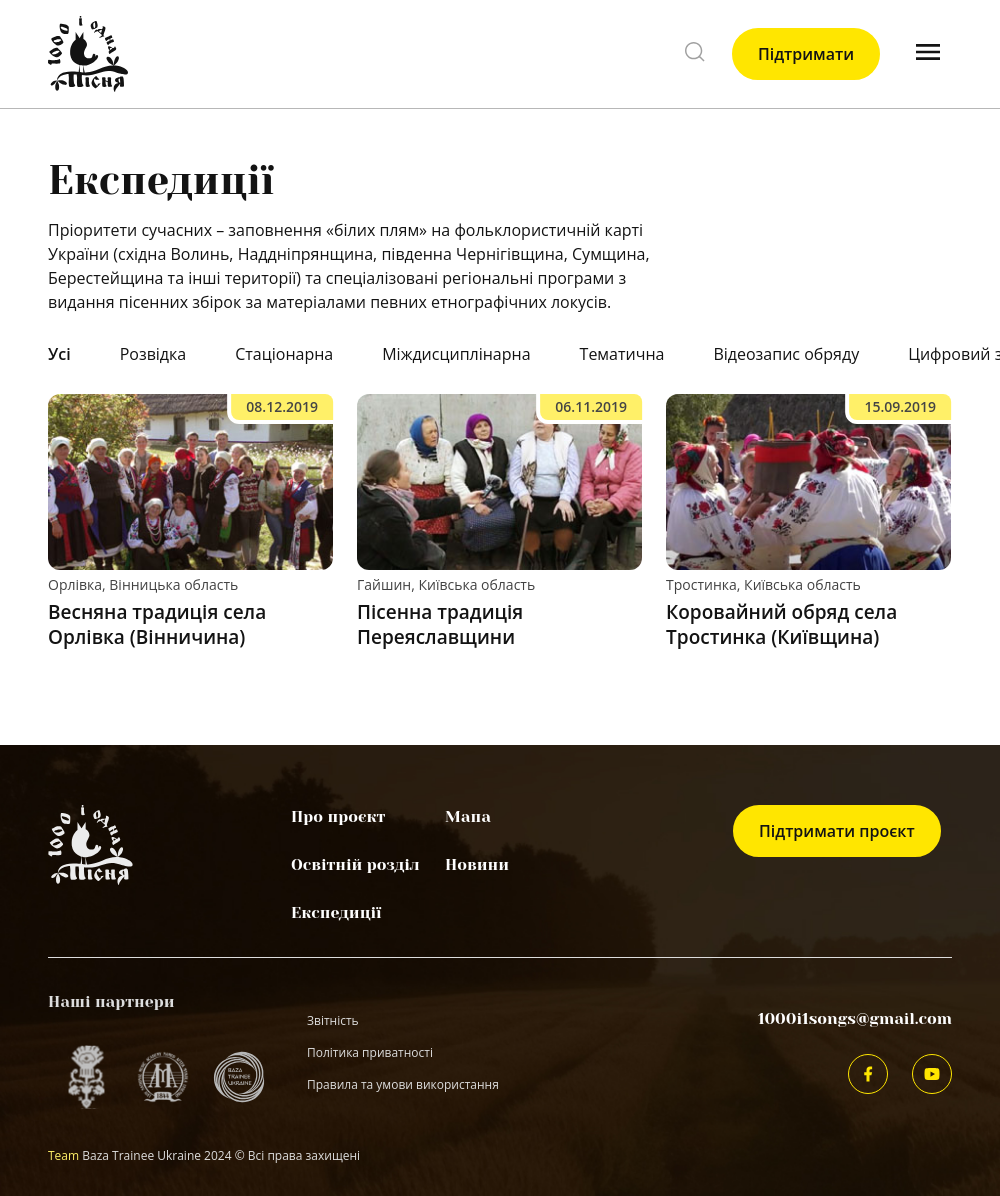 1000 і одна
Пісня
Підтримати
Експедиції
Пріоритети сучасних – заповнення «білих плям» на фольклористичній карті
України (східна Волинь, Наддніпрянщина, південна Чернігівщина, Сумщина,
Берестейщина та інші території) та спеціалізовані регіональні програми з
видання пісенних збірок за матеріалами певних етнографічних локусів.
Усі Розвідка Стаціонарна Міждисциплінарна Тематична Відеозапис обряду Цифровий з
08.12.2019
06.11.2019
15.09.2019
Орлівка, Вінницька область
Весняна традиція села
Орлівка (Вінничина)
Гайшин, Київська область
Пісенна традиція
Переяславщини
Тростинка, Київська область
Коровайний обряд села
Тростинка (Київщина)
1000 і одна
Пісня
Про проєкт
Освітній розділ
Експедиції
Мапа
Новини
Підтримати проєкт
Наші партнери
BAZA
TRAINEE
UKRAINE
1844
Звітність
Політика приватності
Правила та умови використання
1000i1songs@gmail.com
Team Baza Trainee Ukraine 2024 © Всі права захищені